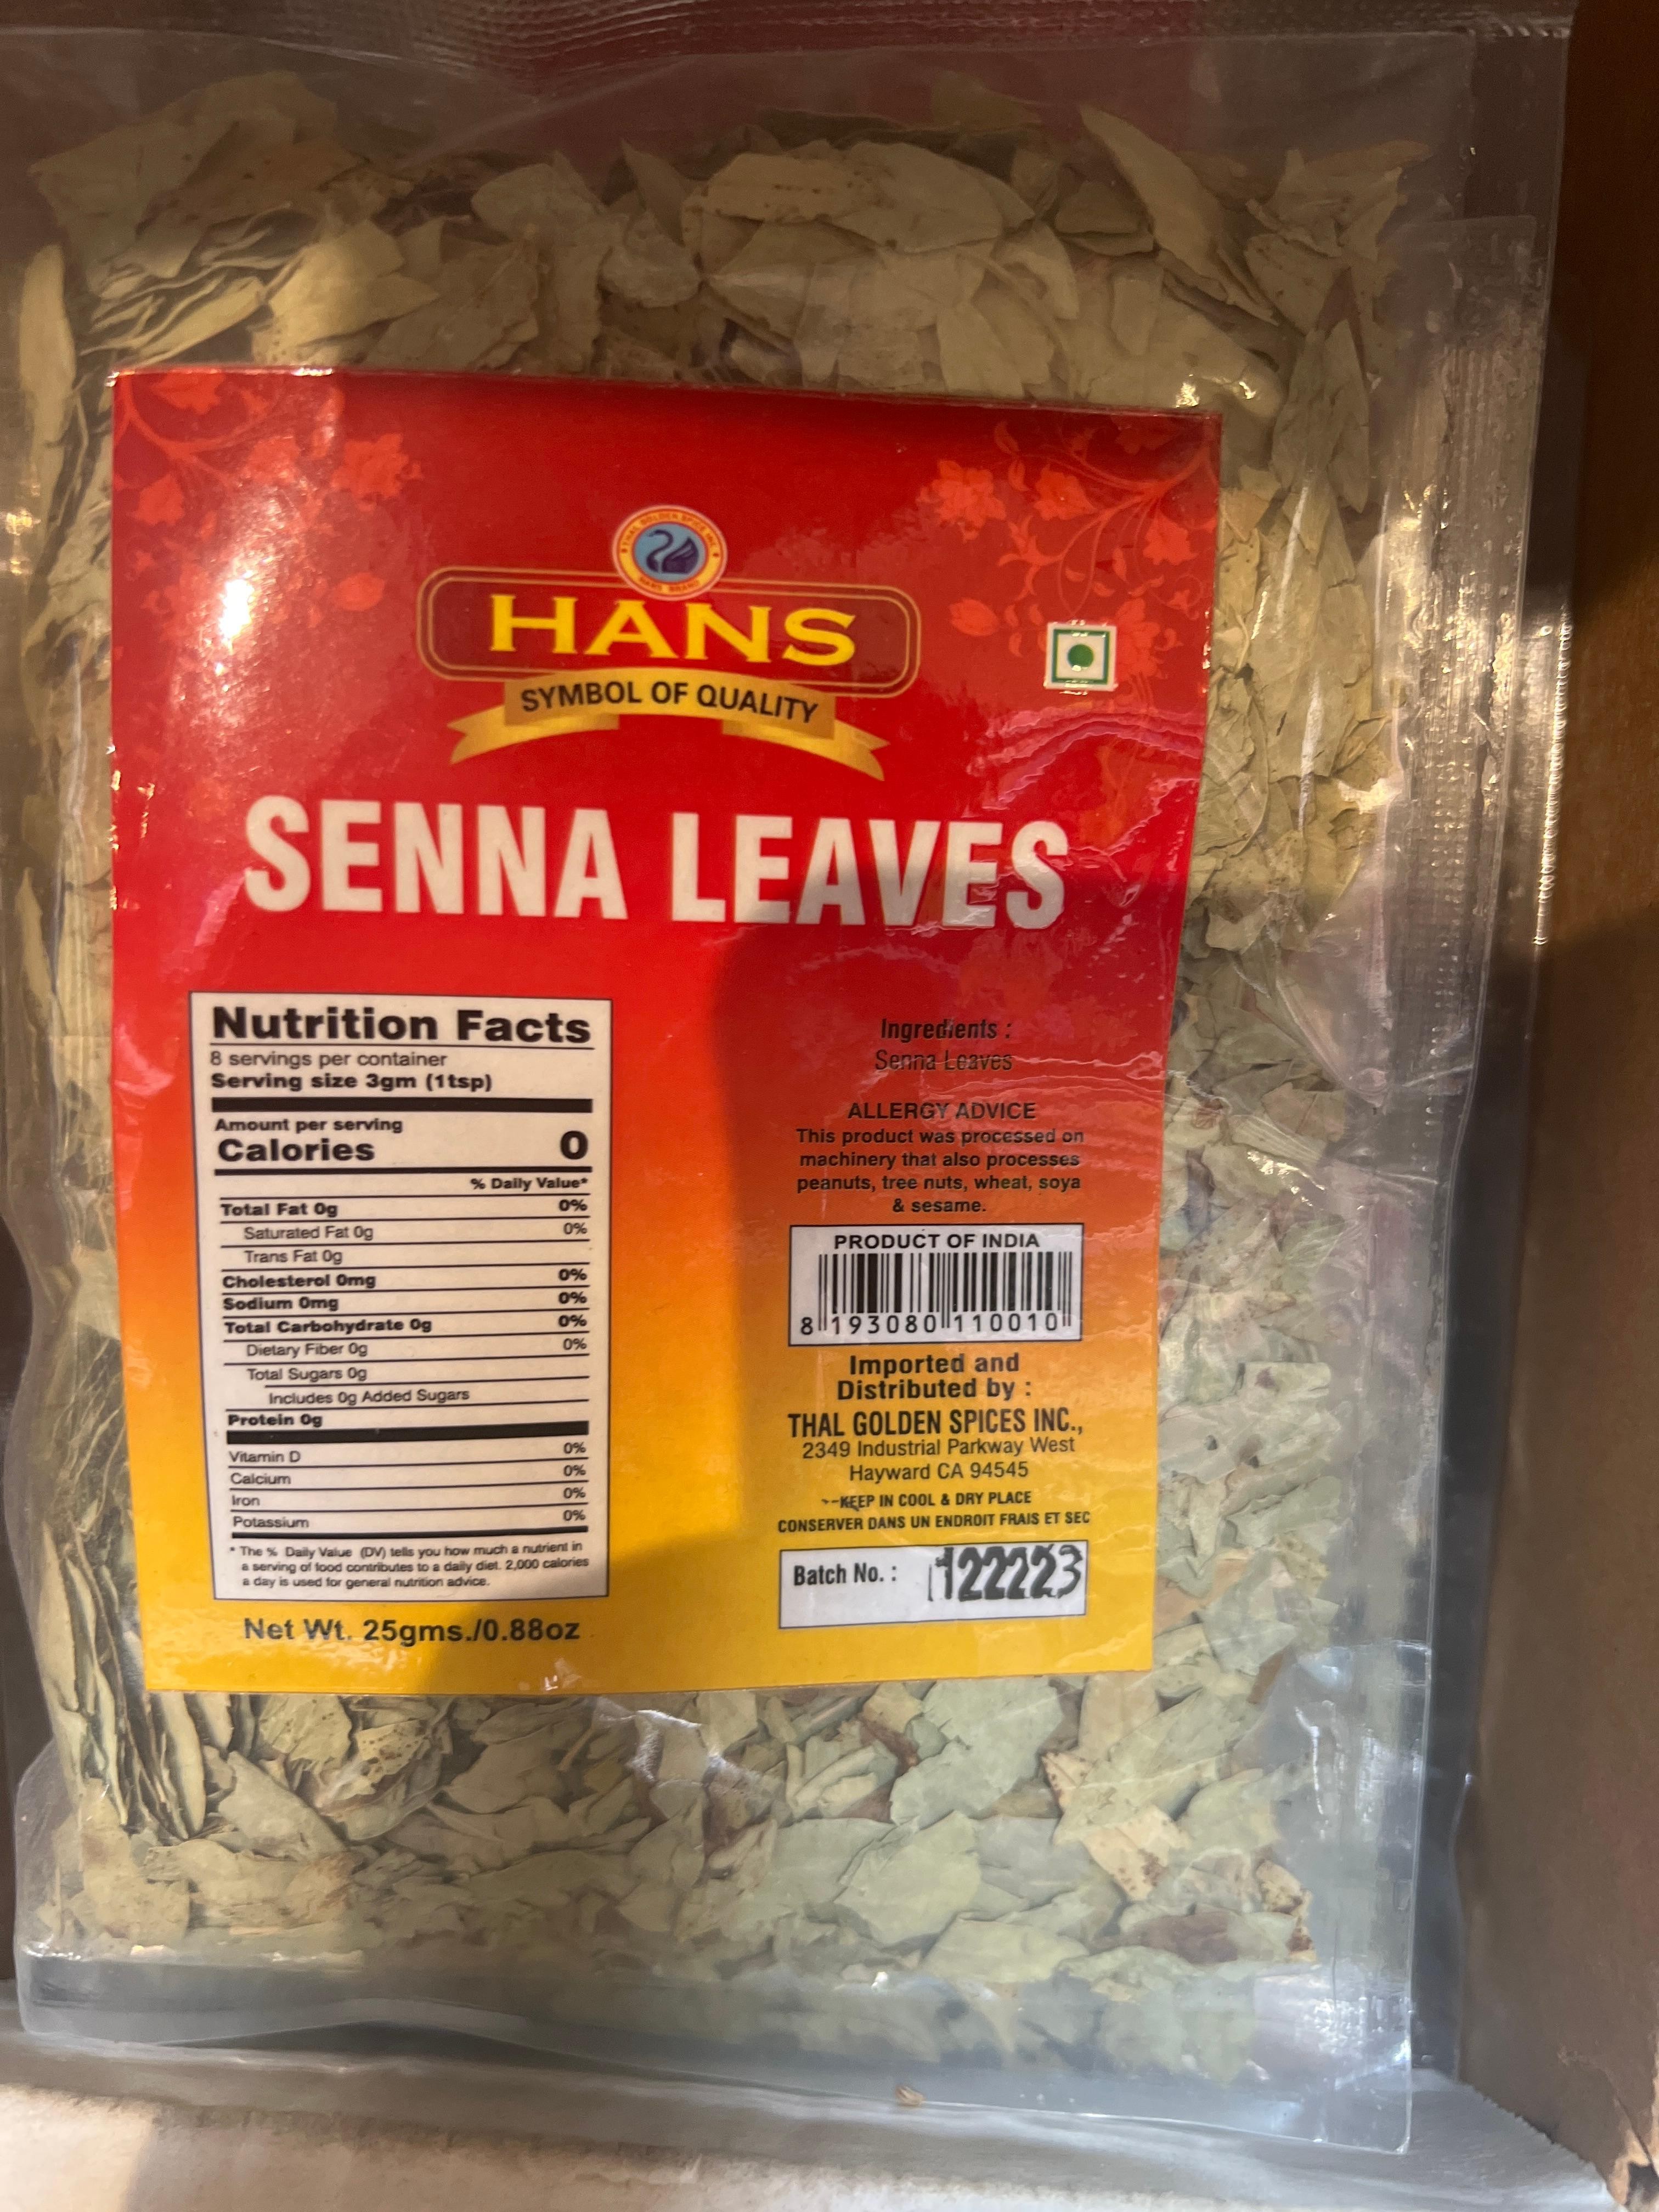 THAL GOLDEN SPICE INC.
HANS BRAND
HANS
SYMBOL OF QUALITY
SENNA LEAVES
Nutrition Facts
8 servings per container
Serving size 3gm (1tsp)
Amount per serving
Calories 0
% Daily Value*
Total Fat 0g 0%
Saturated Fat 0g 0%
Trans Fat 0g
Cholesterol 0mg 0%
Sodium 0mg 0%
Total Carbohydrate 0g 0%
Dietary Fiber 0g 0%
Total Sugars 0g
Includes 0g Added Sugars
Protein 0g
Vitamin D 0%
Calcium 0%
Iron 0%
Potassium 0%
* The % Daily Value (DV) tells you how much a nutrient in
a serving of food contributes to a daily diet. 2,000 calories
a day is used for general nutrition advice.
Net Wt. 25gms./0.88oz
Ingredients :
Senna Leaves
ALLERGY ADVICE
This product was processed on
machinery that also processes
peanuts, tree nuts, wheat, soya
& sesame.
PRODUCT OF INDIA
8 193080 110010
Imported and
Distributed by :
THAL GOLDEN SPICES INC.,
2349 Industrial Parkway West
Hayward CA 94545
--KEEP IN COOL & DRY PLACE
CONSERVER DANS UN ENDROIT FRAIS ET SEC
Batch No. : 122223